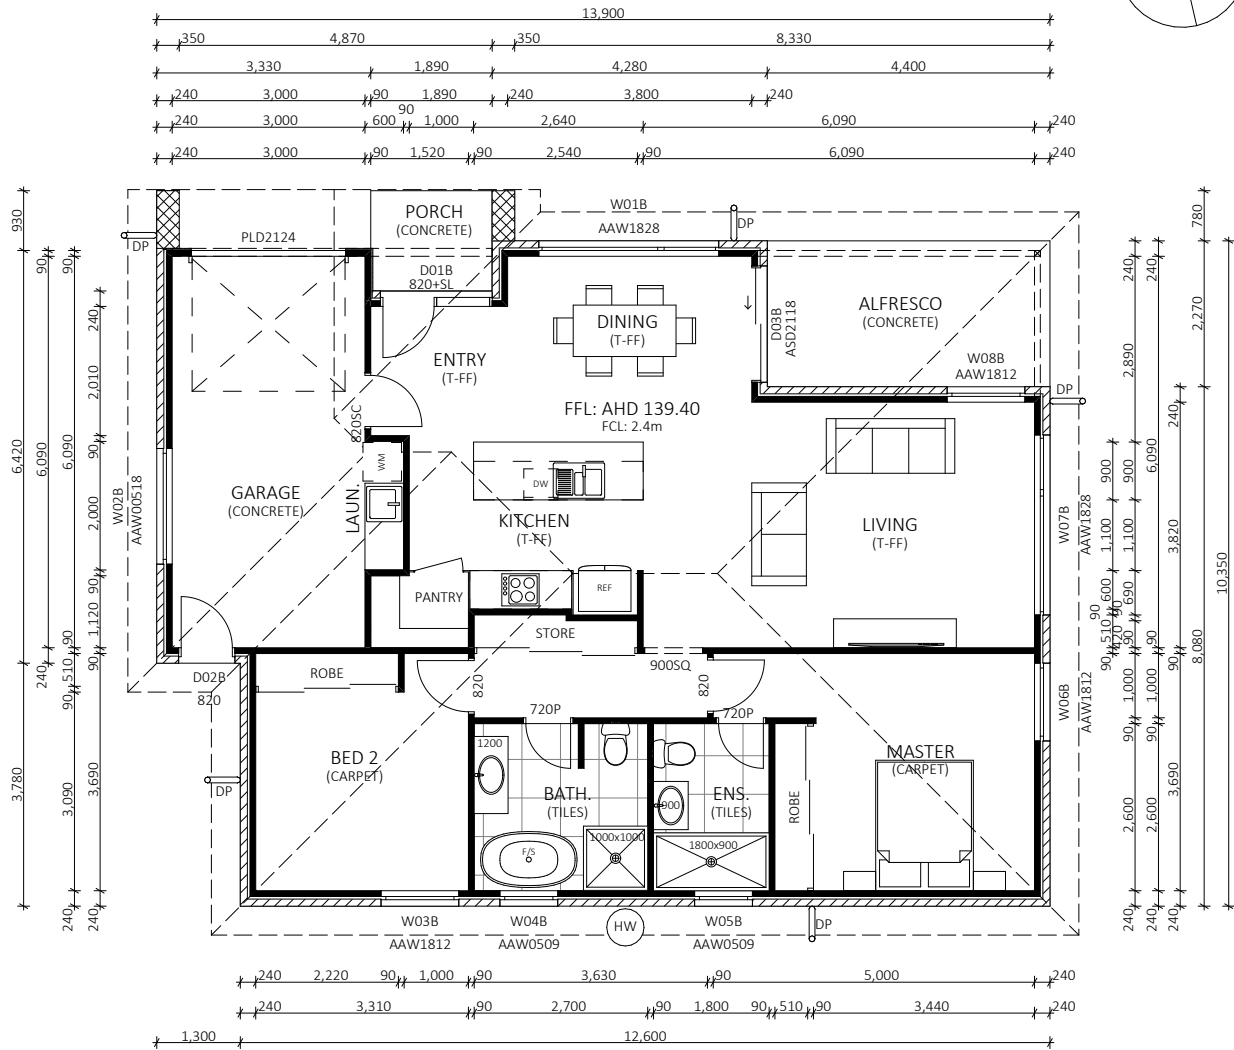 13,900
350 4,870 350 8,330
3,330 1,890 4,280 4,400
240 3,000 90 1,890 240 3,800 240
90
240 3,000 600 1,000 2,640 6,090 240
240 3,000 90 1,520 90 2,540 90 6,090 240
930
6,420
3,780
90
6,090
240
90
6,090
90
510
90
3,090
240
240
2,010
90
2,000
90
1,120
90
3,690
240
PORCH
(CONCRETE)
W01B
AAW1828
DP
DP
PLD2124
D01B
820+SL
DINING
(T-FF)
D03B
ASD2118
ALFRESCO
(CONCRETE)
W08B
AAW1812
DP
ENTRY
(T-FF)
FFL: AHD 139.40
FCL: 2.4m
820SC
WM
LAUN.
GARAGE
(CONCRETE)
W02B
AAW00518
DW
KITCHEN
(T-FF)
LIVING
(T-FF)
W07B
AAW1828
PANTRY
REF
STORE
900SQ
D02B
820
ROBE
820
820
720P
720P
W06B
AAW1812
BED 2
(CARPET)
DP
1200
BATH.
(TILES)
F/S
1000x1000
900
ENS.
(TILES)
1800x900
ROBE
MASTER
(CARPET)
W03B
AAW1812
W04B
AAW0509
HW
W05B
AAW0509
DP
900
1,100
600
90
510
120
90
240
2,890
900
1,100
690
90
1,000
90
2,600
240
240
6,090
90
1,000
90
2,600
240
240
3,820
90
3,690
240
780
2,270
8,080
10,350
240 2,220 90 1,000 90 3,630 90 5,000 240
240 3,310 90 2,700 90 1,800 90 510 90 3,440 240
1,300 12,600